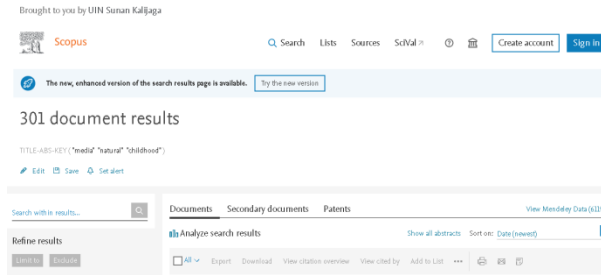 Brought to you by UIN Sunan Kalijaga
Scopus
Search Lists Sources SciVal Create account Sign in
The new, enhanced version of the search results page is available. Try the new version
301 document results
TITLE-ABS-KEY ( "media" "natural" "childhood" )
Edit Save Set alert
Search within results...
Documents Secondary documents Patents View Mendeley Data (611
Analyze search results Show all abstracts Sort on: Date (newest)
Refine results
Limit to Exclude
All Export Download View citation overview View cited by Add to List